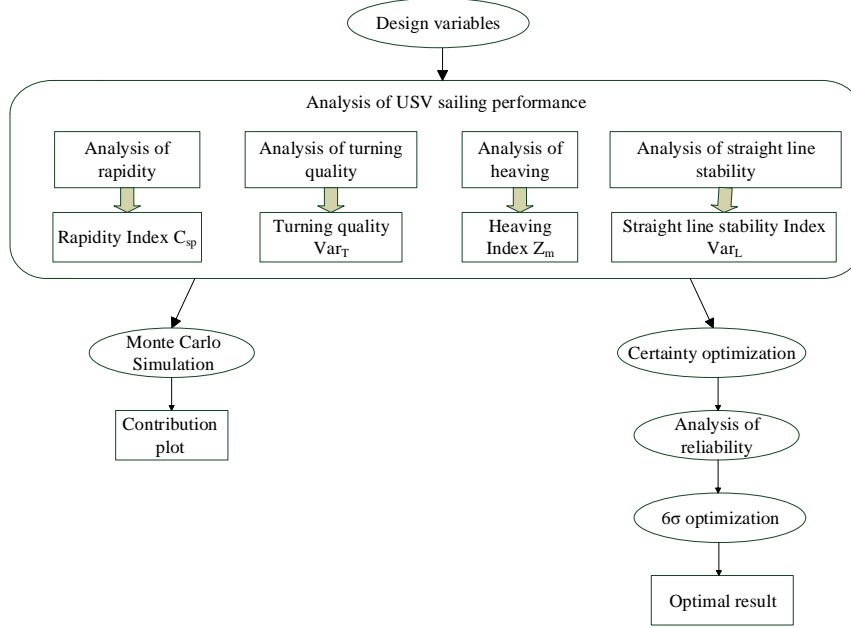 Design variables
Analysis of USV sailing performance
Analysis of
rapidity
Analysis of turning
quality
Analysis of
heaving
Analysis of straight line
stability
Rapidity Index Csp
Turning quality
VarT
Heaving
Index Zm
Straight line stability Index
VarL
Monte Carlo
Simulation
Certainty optimization
Contribution
plot
Analysis of
reliability
6σ optimization
Optimal result